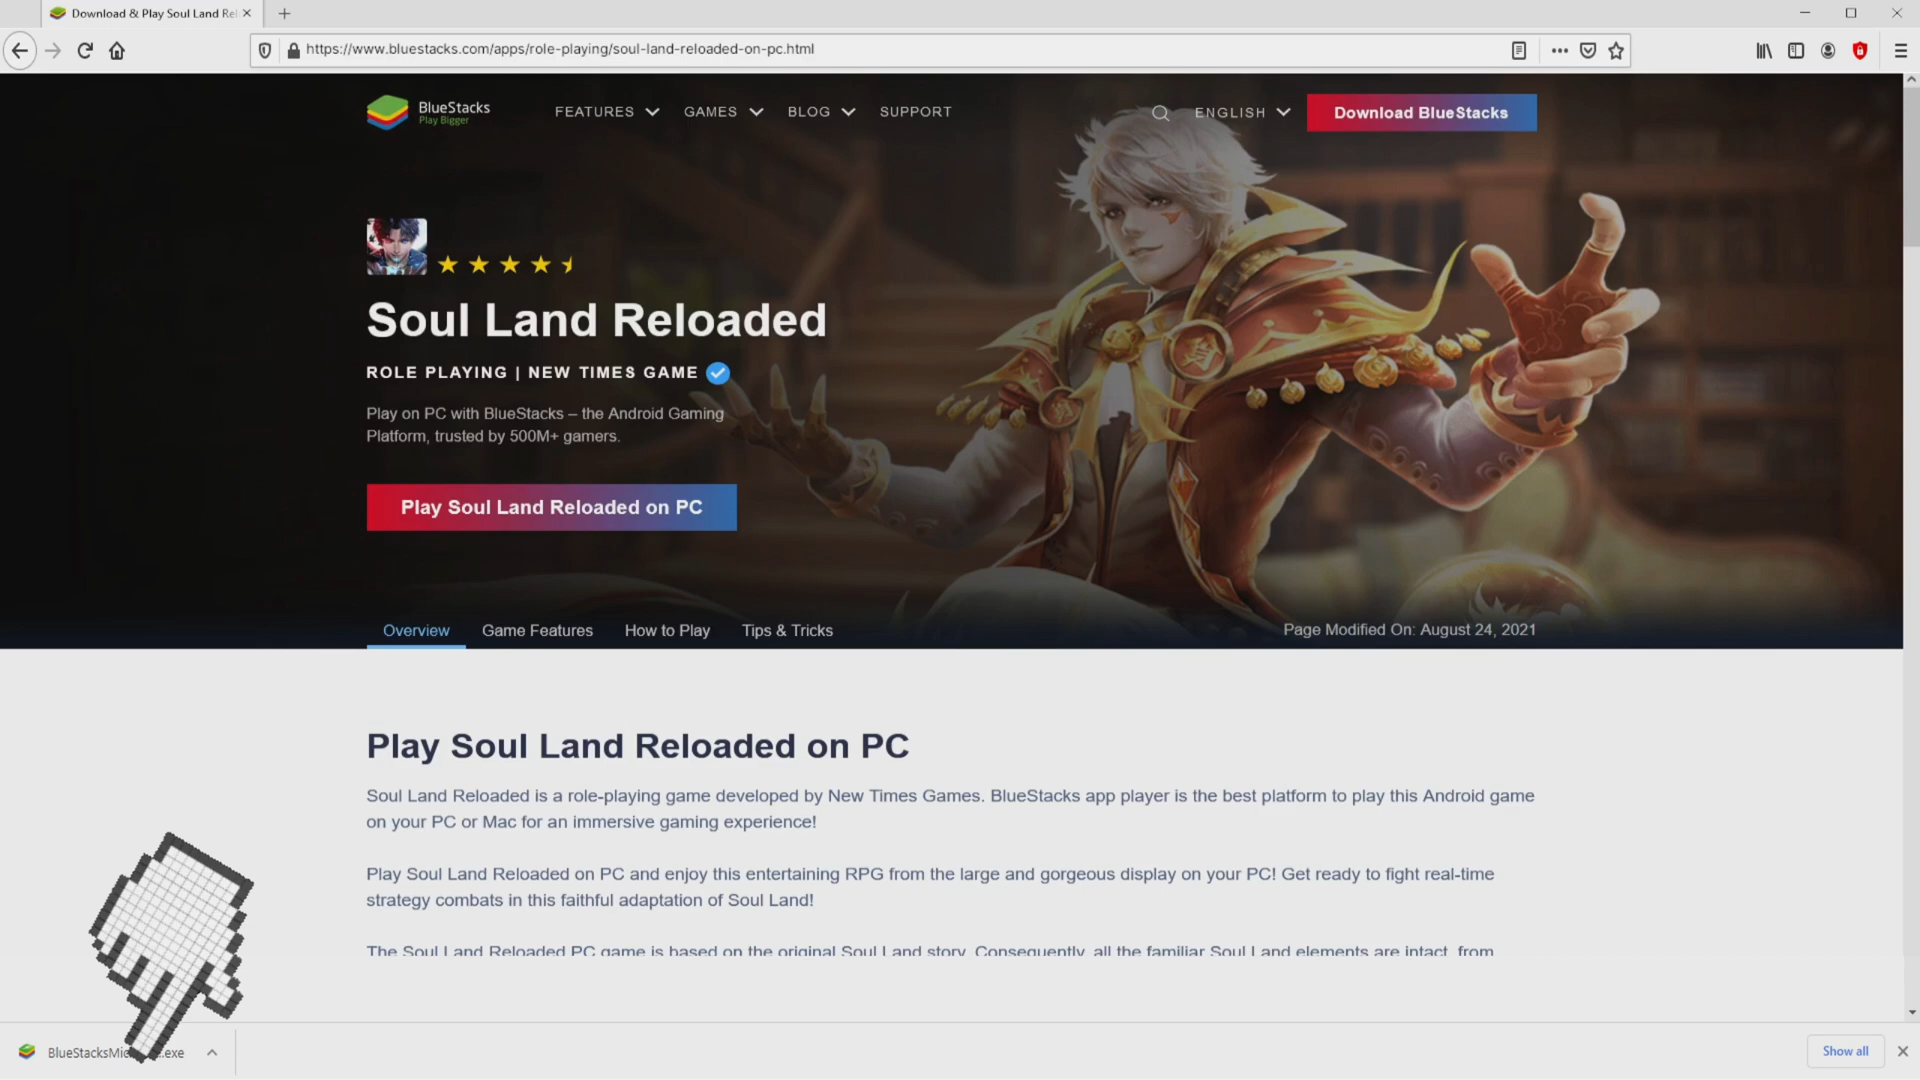 Download & Play Soul Land Rel
https://www.bluestacks.com/apps/role-playing/soul-land-reloaded-on-pc.html
BlueStacks
Play Bigger
FEATURES
GAMES
BLOG
SUPPORT
ENGLISH
Download BlueStacks
Soul Land Reloaded
ROLE PLAYING | NEW TIMES GAME
Play on PC with BlueStacks – the Android Gaming
Platform, trusted by 500M+ gamers.
Play Soul Land Reloaded on PC
Overview
Game Features
How to Play
Tips & Tricks
Page Modified On: August 24, 2021
Play Soul Land Reloaded on PC
Soul Land Reloaded is a role-playing game developed by New Times Games. BlueStacks app player is the best platform to play this Android game
on your PC or Mac for an immersive gaming experience!
Play Soul Land Reloaded on PC and enjoy this entertaining RPG from the large and gorgeous display on your PC! Get ready to fight real-time
strategy combats in this faithful adaptation of Soul Land!
The Soul Land Reloaded PC game is based on the original Soul Land story. Consequently, all the familiar Soul Land elements are intact, from
.exe
Show all